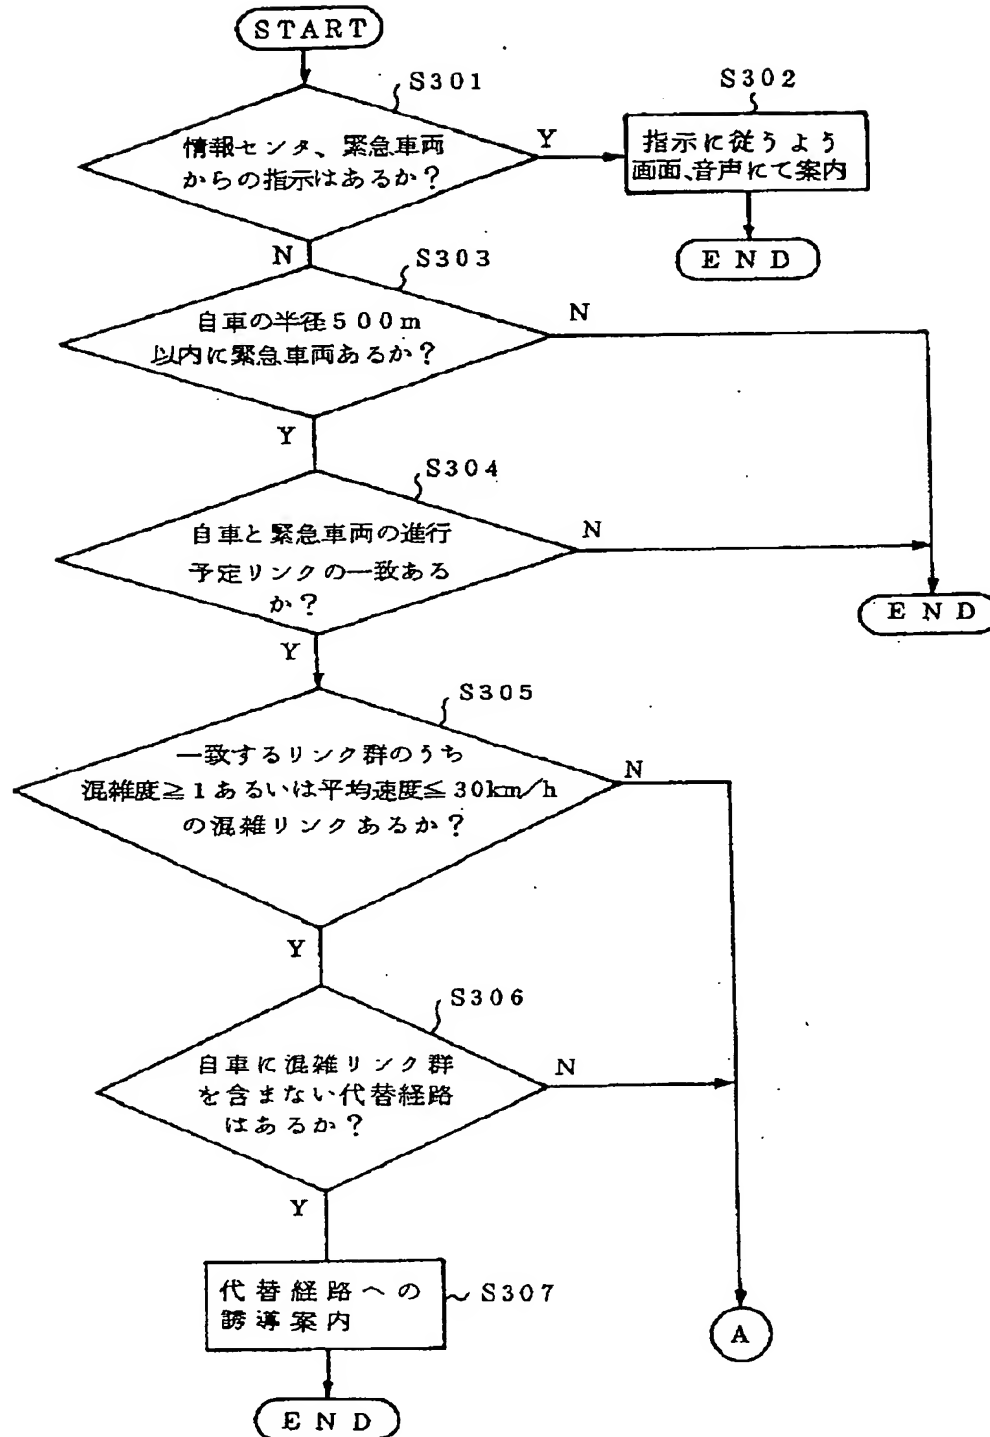 START
S301
情報センタ、緊急車両
からの指示はあるか?
Y
S302
指示に従うよう
画面、音声にて案内
END
N
S303
自車の半径500m
以内に緊急車両あるか?
N
Y
S304
自車と緊急車両の進行
予定リンクの一致ある
か?
N
END
Y
S305
一致するリンク群のうち
混雑度≧1あるいは平均速度≦30km/h
の混雑リンクあるか?
N
Y
S306
自車に混雑リンク群
を含まない代替経路
はあるか?
N
Y
代替経路への
誘導案内
S307
A
END